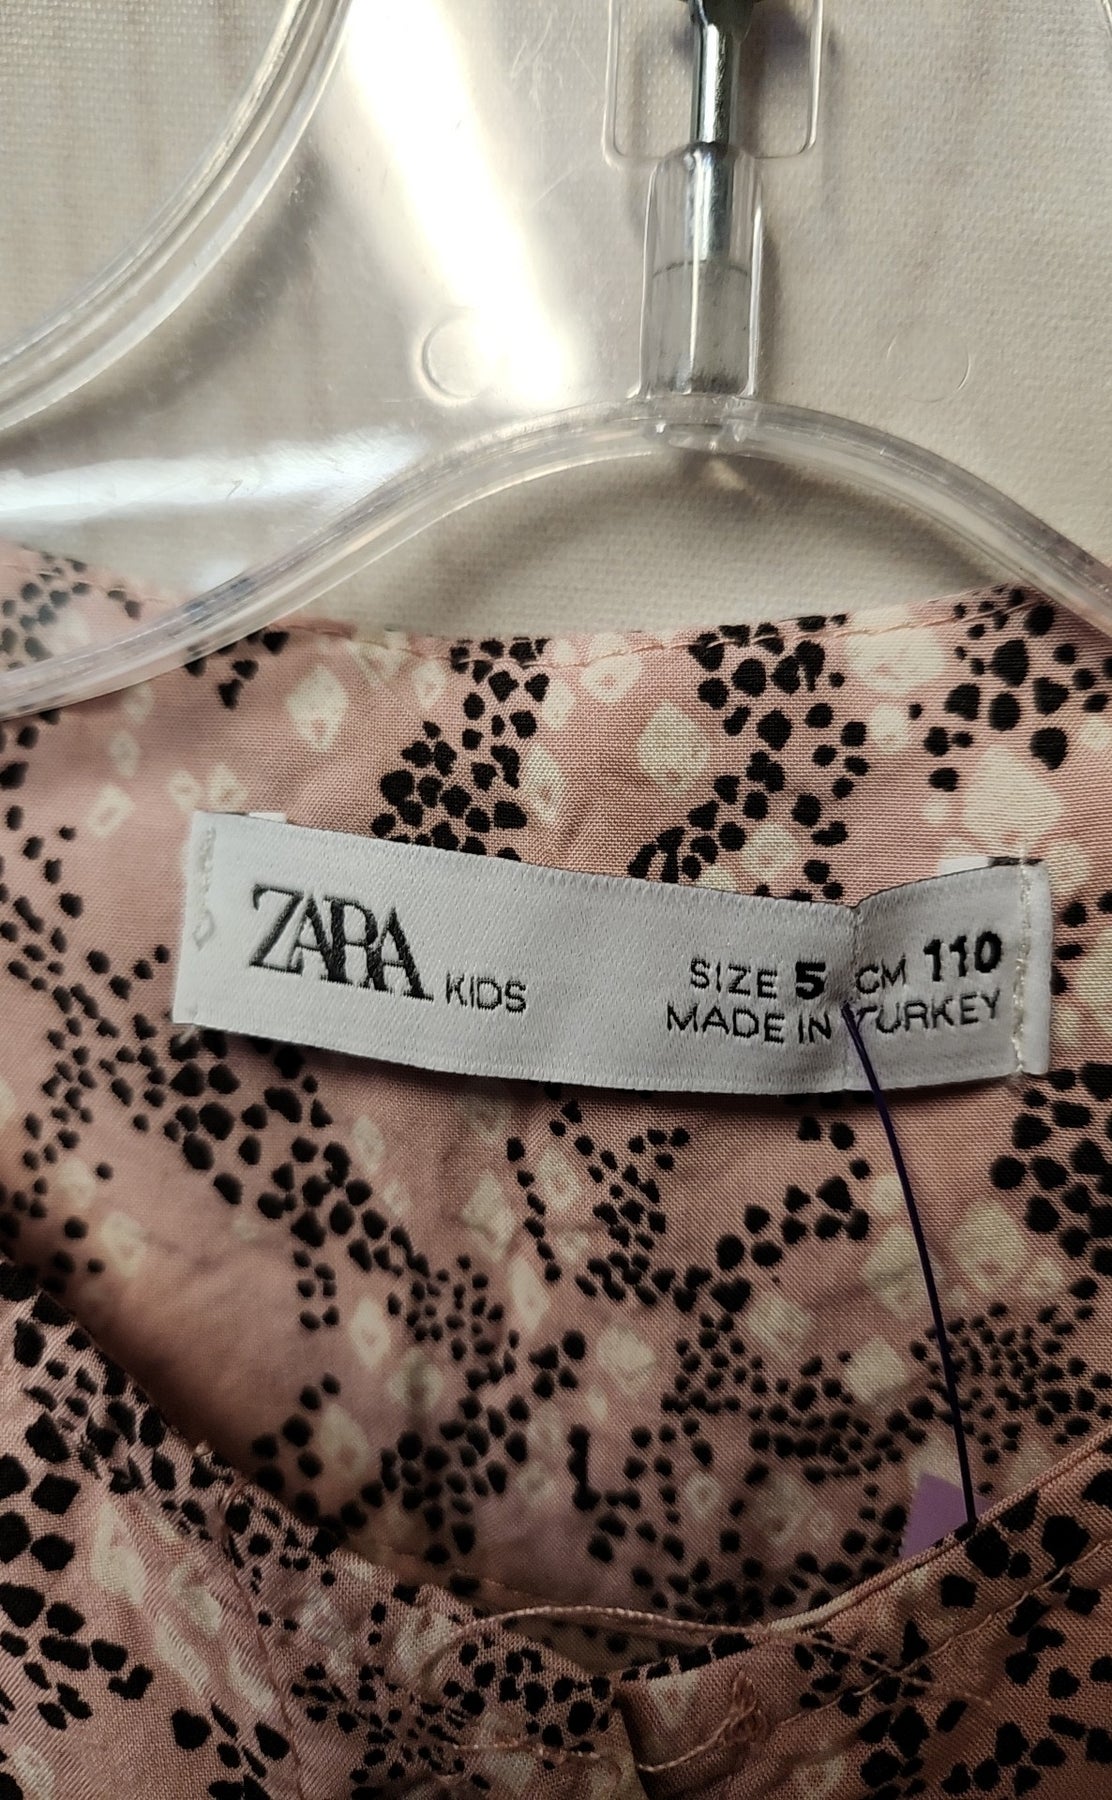 ZARA KIDS
SIZE 5 CM 110
MADE IN TURKEY